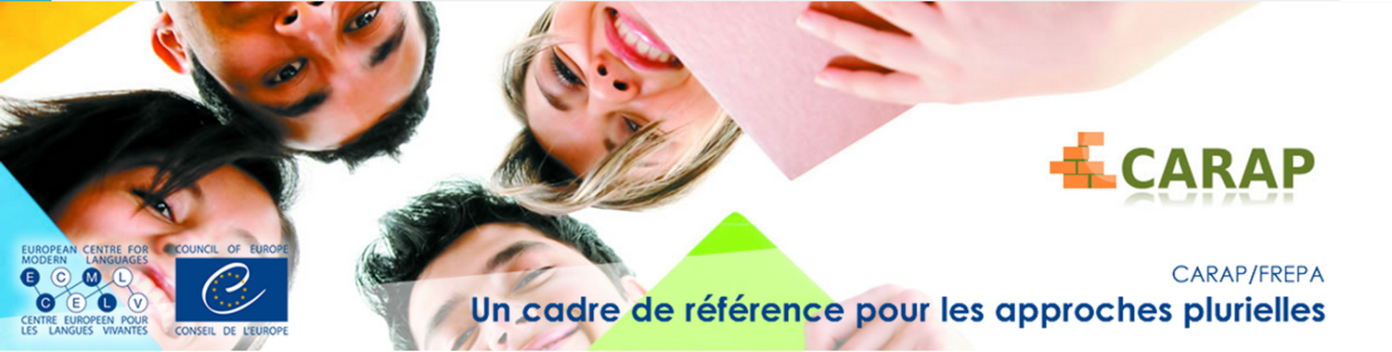 CARAP
CARAP/FREPA
Un cadre de référence pour les approches plurielles
EUROPEAN CENTRE FOR
MODERN LANGUAGES
E C M L
C E L V
CENTRE EUROPEEN POUR
LES LANGUES VIVANTES
COUNCIL OF EUROPE
CONSEIL DE L'EUROPE